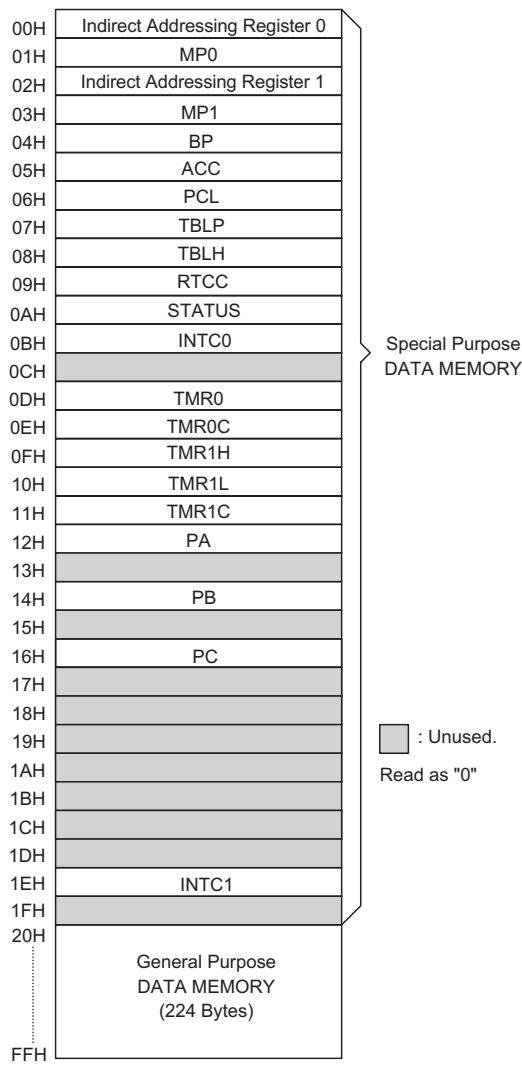 00H Indirect Addressing Register 0
01H MP0
02H Indirect Addressing Register 1
03H MP1
04H BP
05H ACC
06H PCL
07H TBLP
08H TBLH
09H RTCC
0AH STATUS
0BH INTC0
0CH
0DH TMR0
0EH TMR0C
0FH TMR1H
10H TMR1L
11H TMR1C
12H PA
13H
14H PB
15H
16H PC
17H
18H
19H
1AH
1BH
1CH
1DH
1EH INTC1
1FH
20H
General Purpose
DATA MEMORY
(224 Bytes)
FFH
Special Purpose
DATA MEMORY
: Unused.
Read as "0"